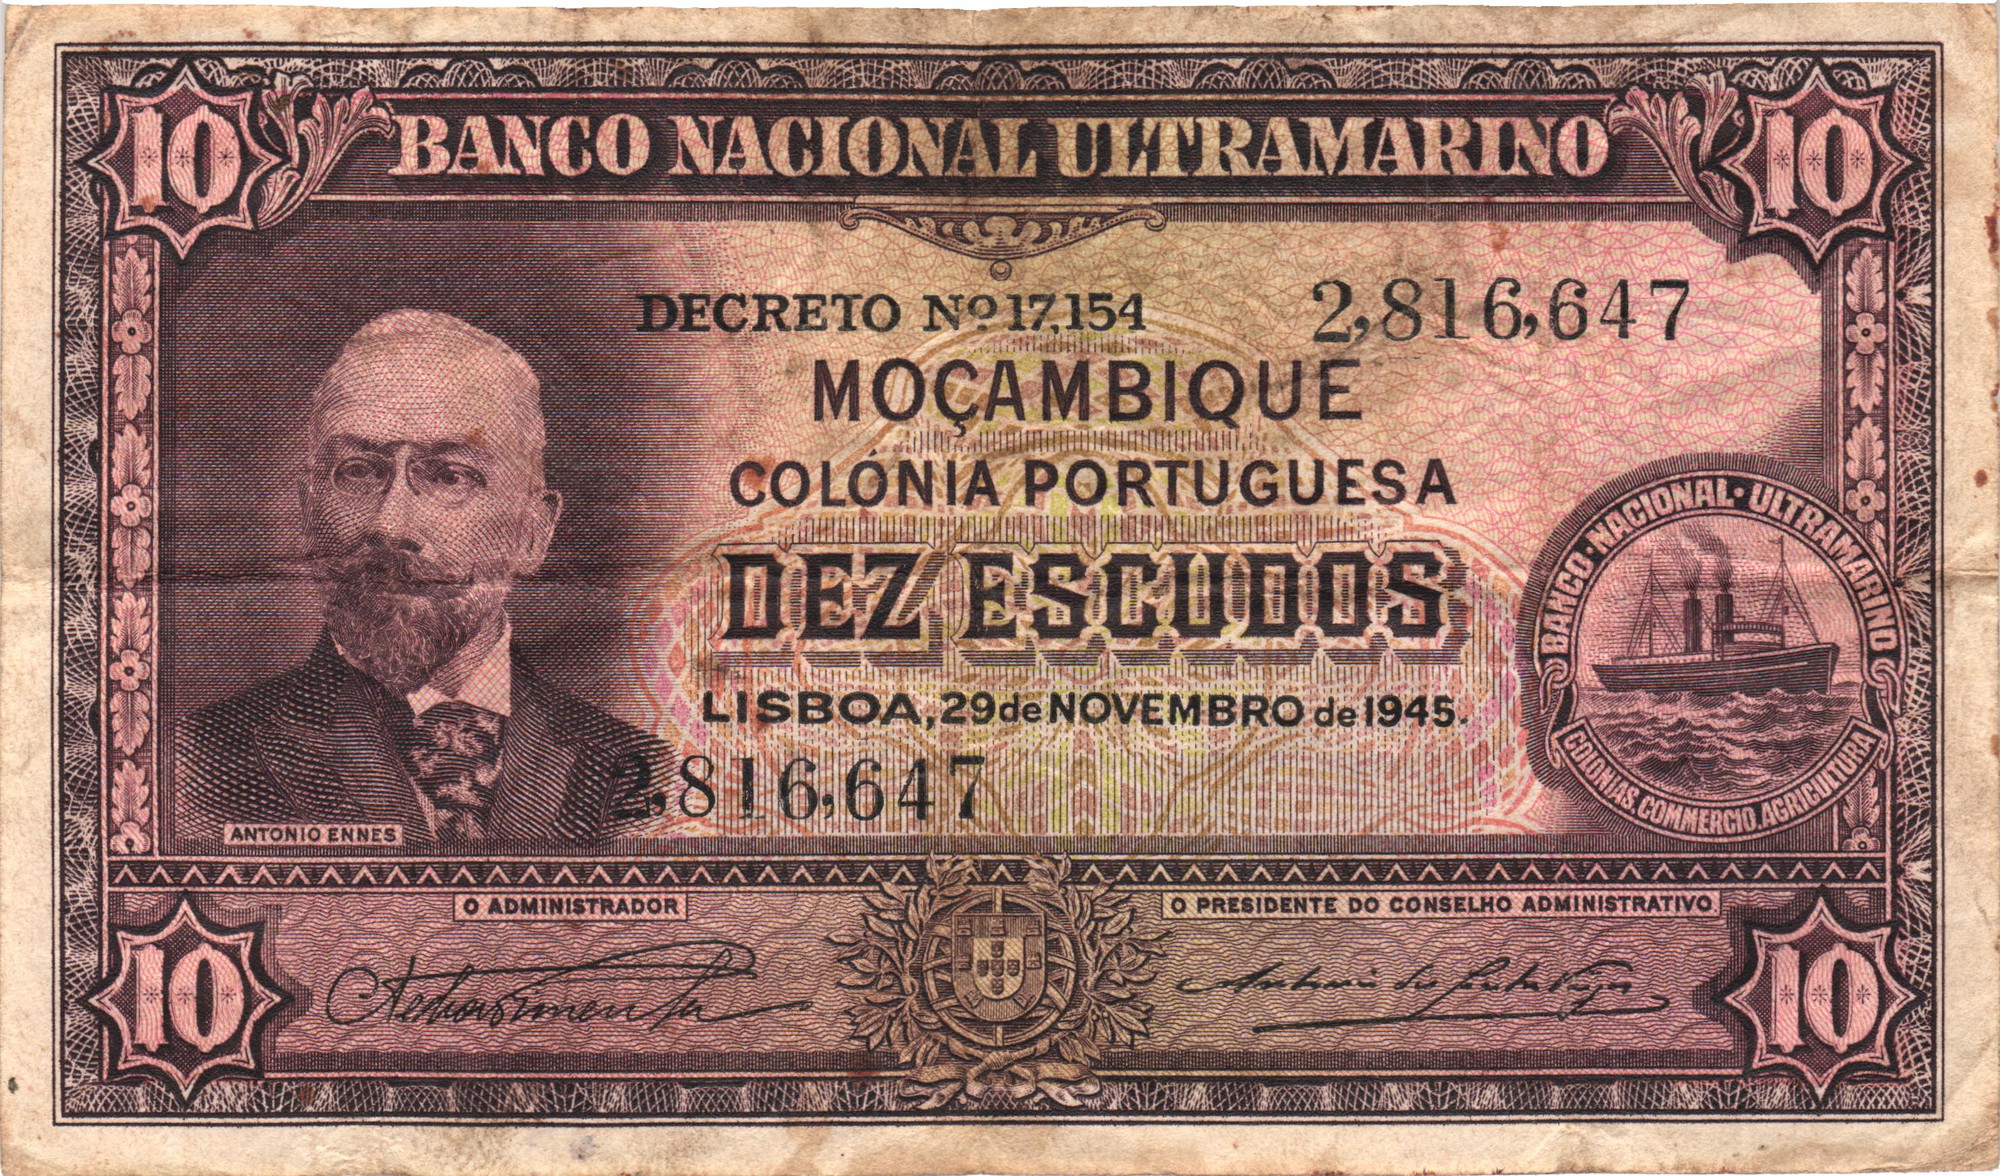 10 BANCO NACIONAL ULTRAMARINO 10
DECRETO Nº 17,154
2,816,647
MOÇAMBIQUE
COLÓNIA PORTUGUESA
DEZ ESCUDOS
LISBOA, 29 de NOVEMBRO de 1945.
2,816,647
BANCO · NACIONAL · ULTRAMARINO
COLONIAS. COMMERCIO. AGRICULTURA
ANTONIO ENNES
O ADMINISTRADOR
O PRESIDENTE DO CONSELHO ADMINISTRATIVO
10
10